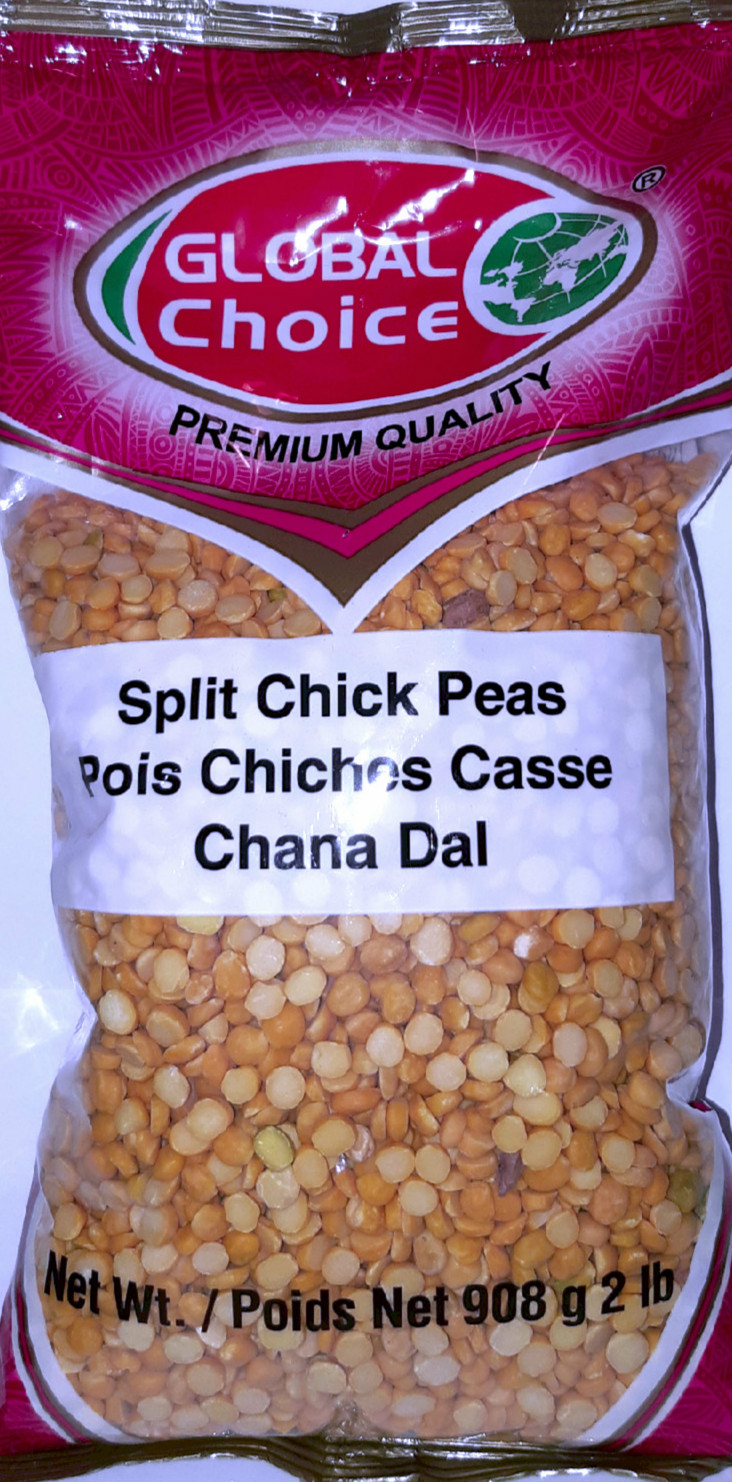 GLOBAL
Choice
®
PREMIUM QUALITY
Split Chick Peas
Pois Chiches Casse
Chana Dal
Net Wt. / Poids Net 908 g 2 lb